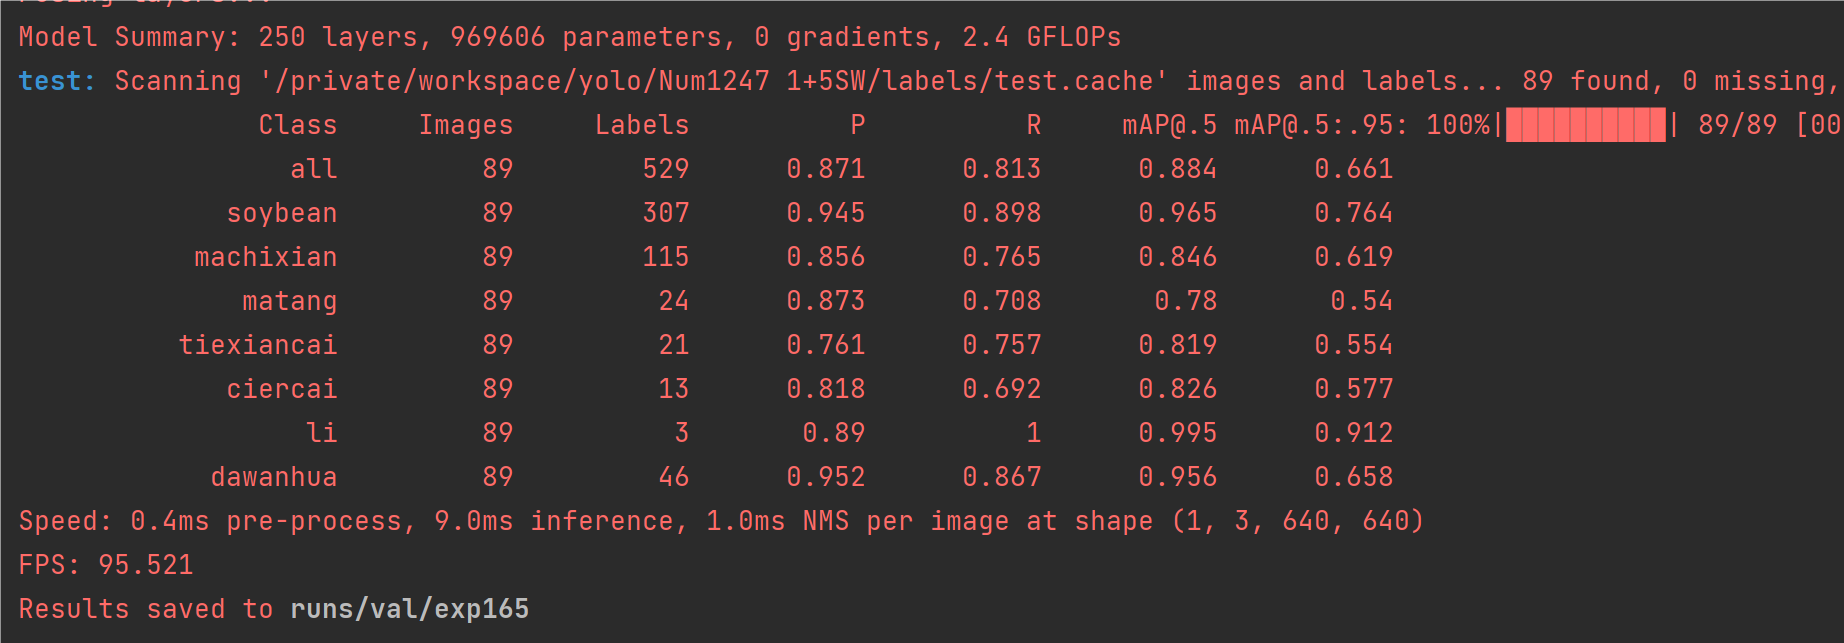 Model Summary: 250 layers, 969606 parameters, 0 gradients, 2.4 GFLOPs
test: Scanning '/private/workspace/yolo/Num1247 1+5SW/labels/test.cache' images and labels... 89 found, 0 missing,
Class Images Labels P R mAP@.5 mAP@.5:.95: 100%|██████████| 89/89 [00
all 89 529 0.871 0.813 0.884 0.661
soybean 89 307 0.945 0.898 0.965 0.764
machixian 89 115 0.856 0.765 0.846 0.619
matang 89 24 0.873 0.708 0.78 0.54
tiexiancai 89 21 0.761 0.757 0.819 0.554
ciercai 89 13 0.818 0.692 0.826 0.577
li 89 3 0.89 1 0.995 0.912
dawanhua 89 46 0.952 0.867 0.956 0.658
Speed: 0.4ms pre-process, 9.0ms inference, 1.0ms NMS per image at shape (1, 3, 640, 640)
FPS: 95.521
Results saved to runs/val/exp165